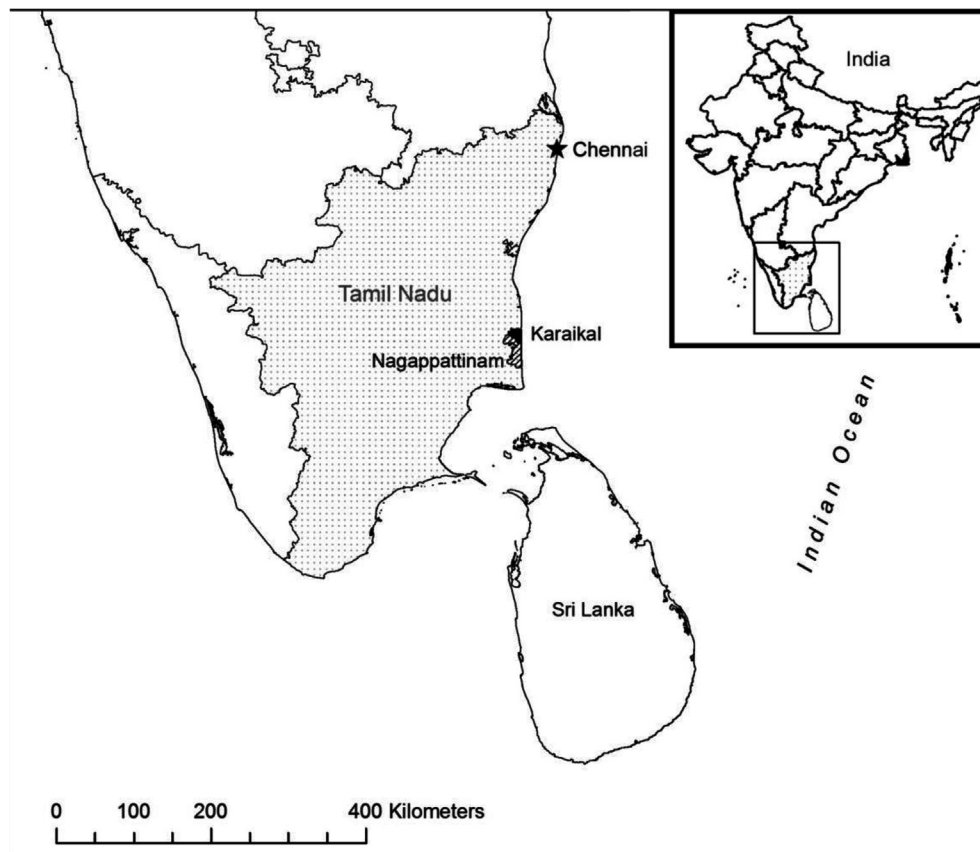 India
Chennai
Tamil Nadu
Karaikal
Nagappattinam
Indian Ocean
Sri Lanka
0 100 200 400 Kilometers